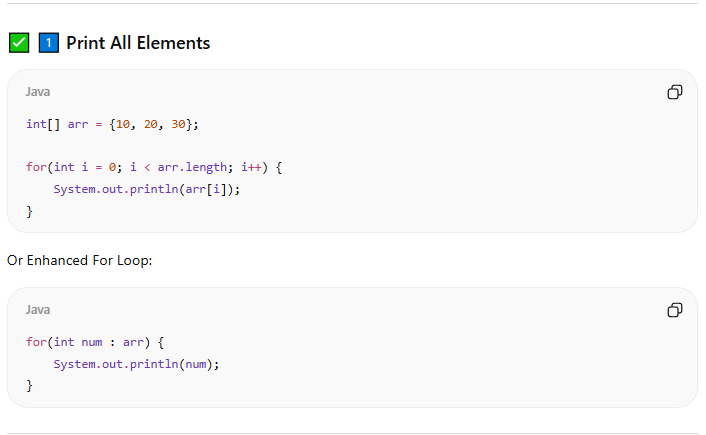 ✅ 1️⃣ Print All Elements
Java
int[] arr = {10, 20, 30};
for(int i = 0; i < arr.length; i++) {
    System.out.println(arr[i]);
}
Or Enhanced For Loop:
Java
for(int num : arr) {
    System.out.println(num);
}